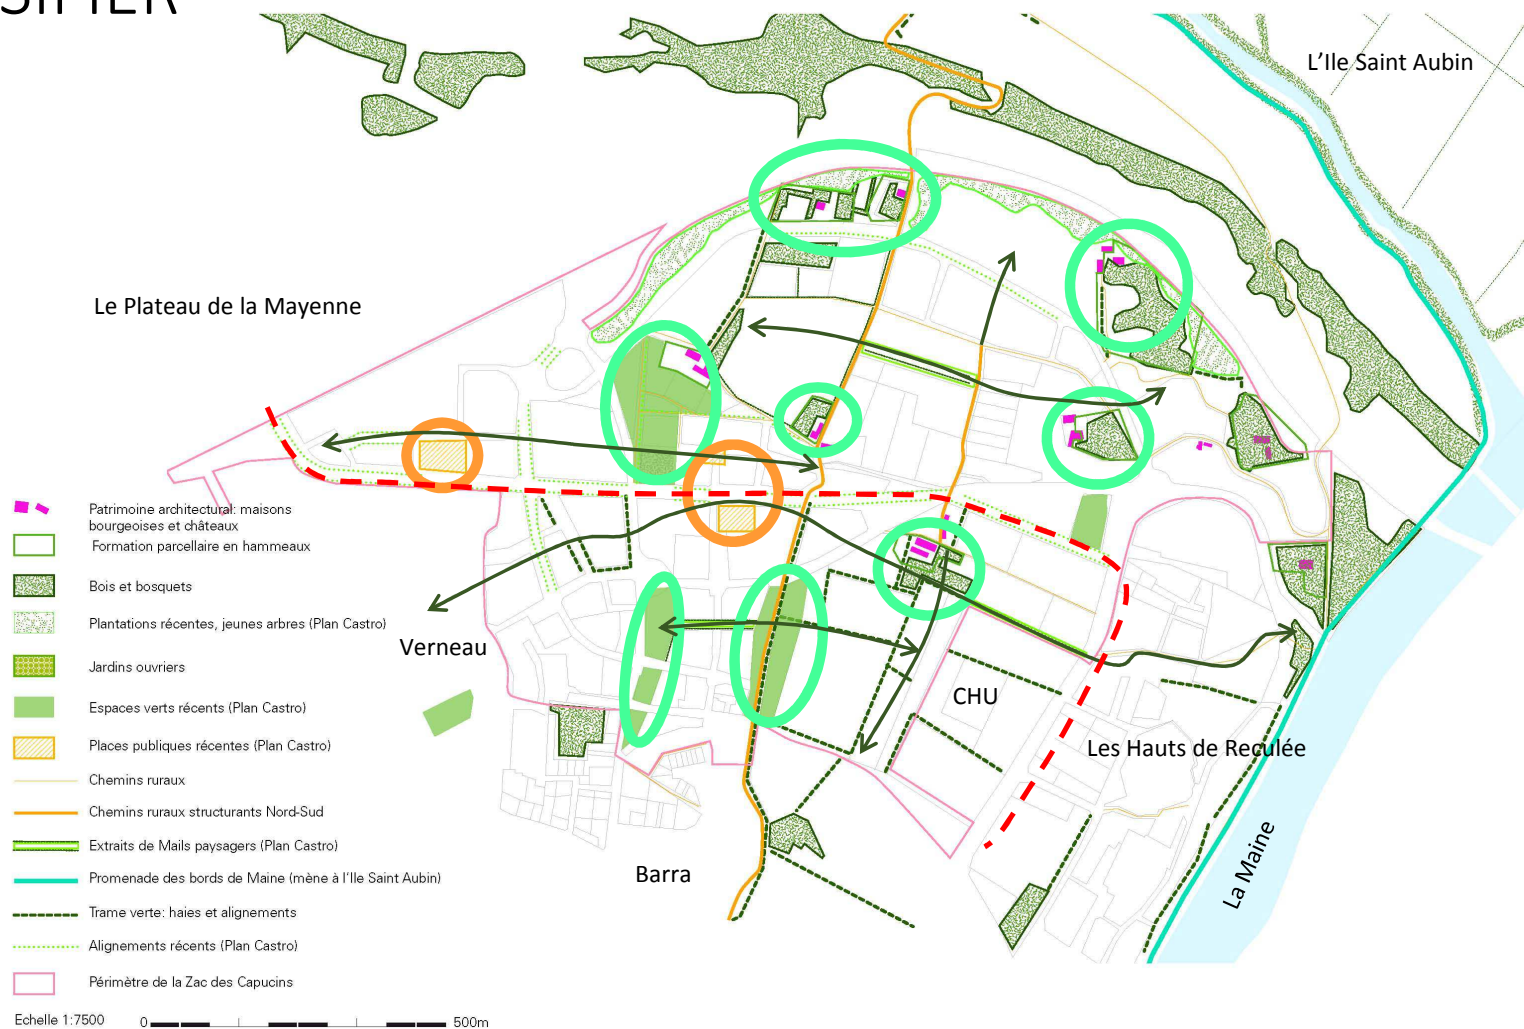 L'Ile Saint Aubin
Le Plateau de la Mayenne
Patrimoine architectural: maisons
bourgeoises et châteaux
Formation parcellaire en hammeaux
Bois et bosquets
Plantations récentes, jeunes arbres (Plan Castro)
Verneau
Jardins ouvriers
CHU
Espaces verts récents (Plan Castro)
Places publiques récentes (Plan Castro)
Les Hauts de Reculée
Chemins ruraux
Chemins ruraux structurants Nord-Sud
Extraits de Mails paysagers (Plan Castro)
Barra
La Maine
Promenade des bords de Maine (mène à l'Ile Saint Aubin)
Trame verte: haies et alignements
Alignements récents (Plan Castro)
Périmètre de la Zac des Capucins
Echelle 1:7500 0 500m